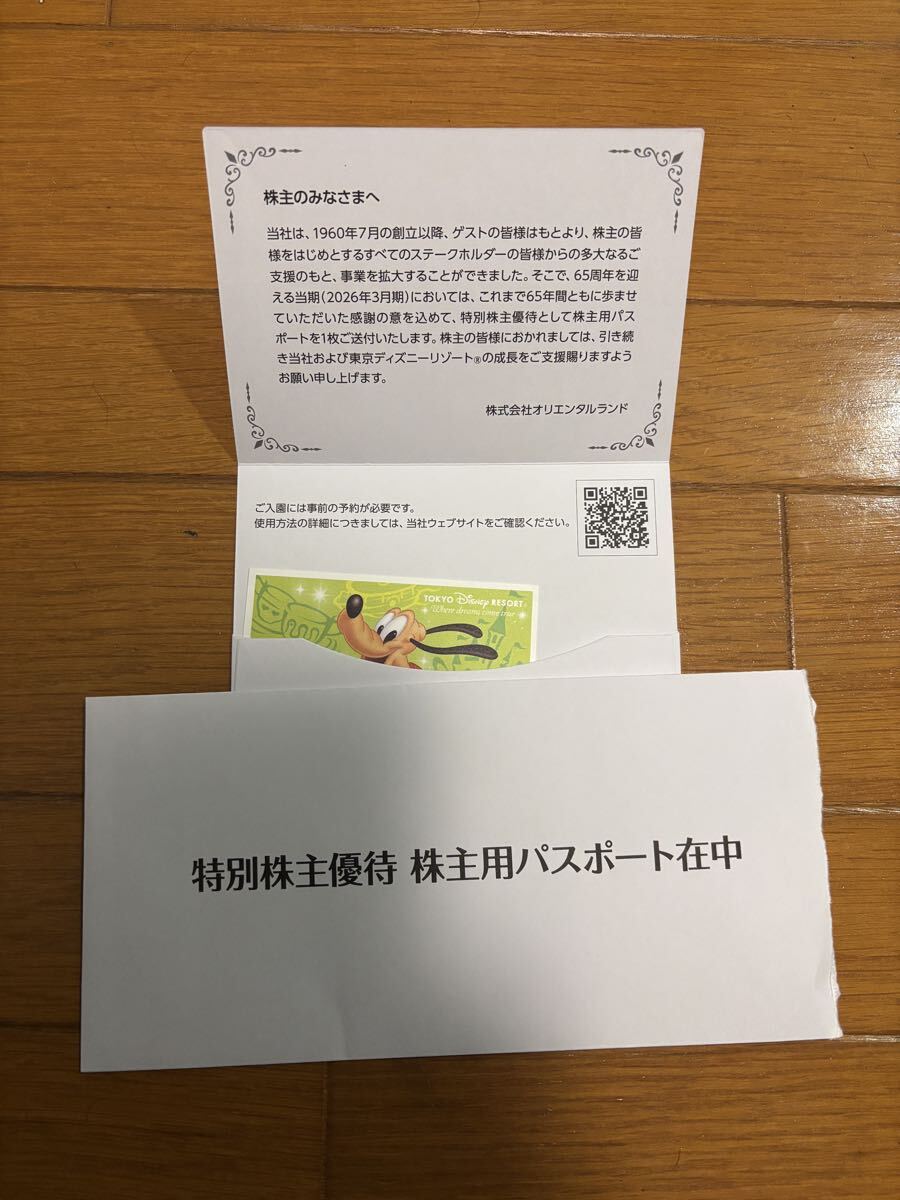 株主のみなさまへ
当社は、1960年7月の創立以降、ゲストの皆様はもとより、株主の皆
様をはじめとするすべてのステークホルダーの皆様からの多大なるご
支援のもと、事業を拡大することができました。そこで、65周年を迎
える当期(2026年3月期)においては、これまで65年間ともに歩ませ
ていただいた感謝の意を込めて、特別株主優待として株主用パス
ポートを1枚ご送付いたします。株主の皆様におかれましては、引き続
き当社および東京ディズニーリゾート®の成長をご支援賜りますよう
お願い申し上げます。
株式会社オリエンタルランド
ご入園には事前の予約が必要です。
使用方法の詳細につきましては、当社ウェブサイトをご確認ください。
TOKYO Disney RESORT®
Where dreams come true
特別株主優待 株主用パスポート在中